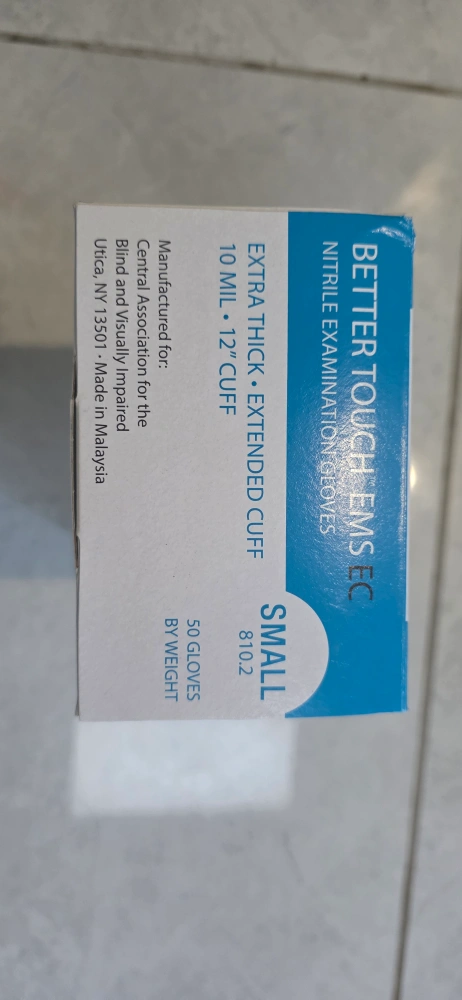 BETTER TOUCH™ EMS EC
NITRILE EXAMINATION GLOVES
EXTRA THICK • EXTENDED CUFF
10 MIL • 12" CUFF
SMALL
810.2
50 GLOVES
BY WEIGHT
Manufactured for:
Central Association for the
Blind and Visually Impaired
Utica, NY 13501 • Made in Malaysia